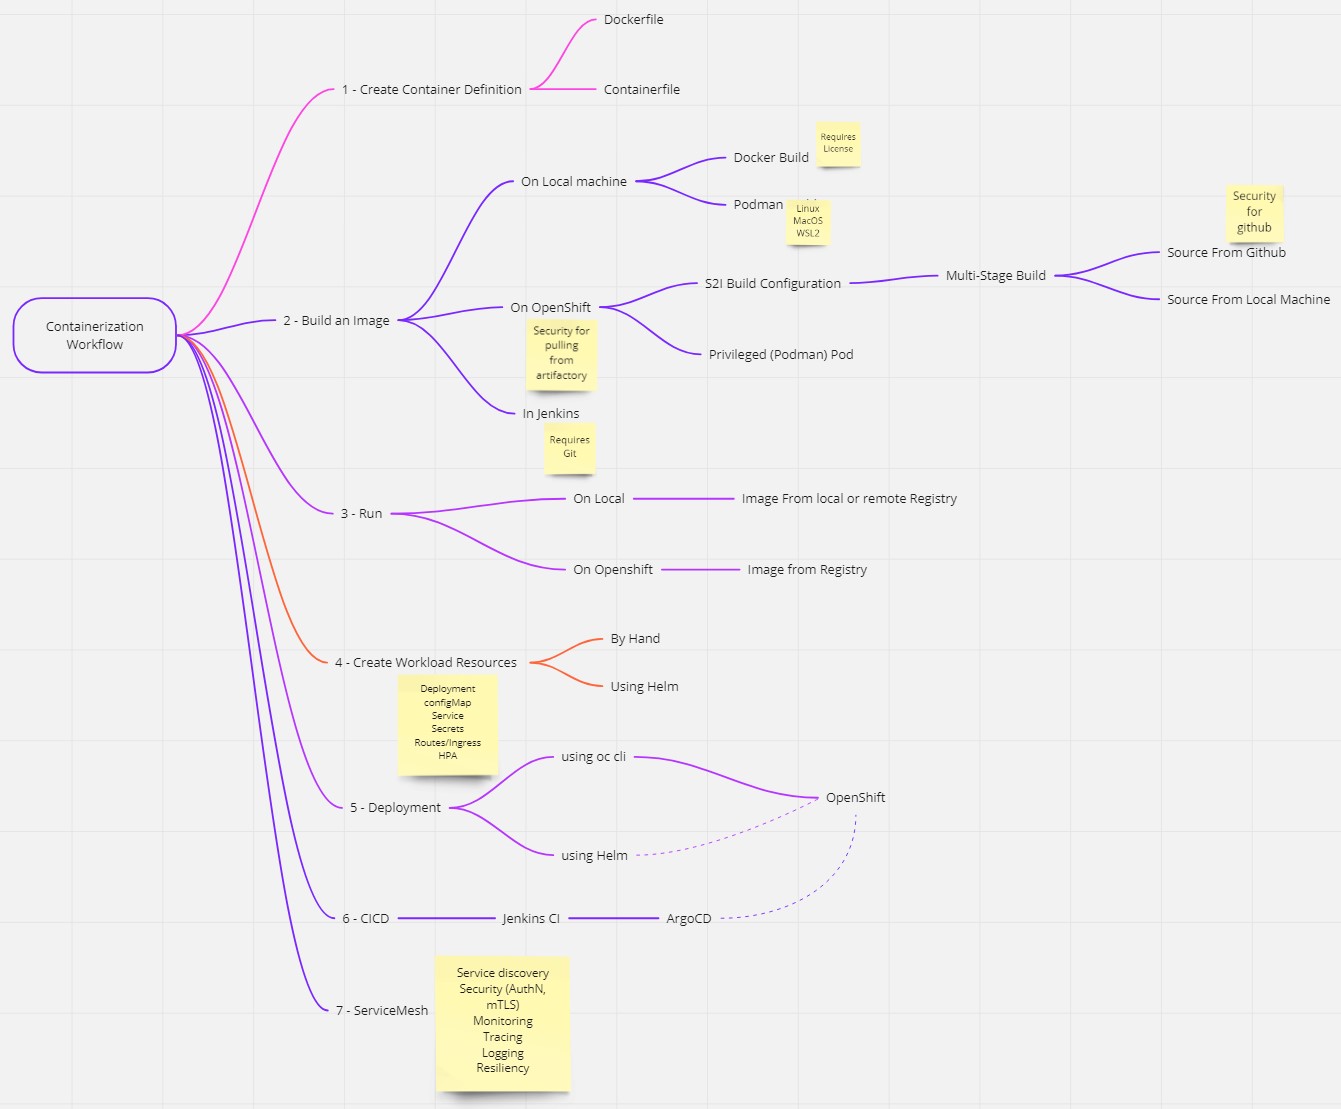 Dockerfile
1 - Create Container Definition
Containerfile
Requires
License
Docker Build
On Local machine
Podman
Linux
MacOS
WSL2
Security
for
github
Source From Github
Multi-Stage Build
S2I Build Configuration
Source From Local Machine
On OpenShift
Containerization
Workflow
2 - Build an Image
Security for
pulling
from
artifactory
Privileged (Podman) Pod
In Jenkins
Requires
Git
On Local
Image From local or remote Registry
3 - Run
On Openshift
Image from Registry
By Hand
4 - Create Workload Resources
Using Helm
Deployment
configMap
Service
Secrets
Routes/Ingress
HPA
using oc cli
OpenShift
5 - Deployment
using Helm
6 - CICD
Jenkins CI
ArgoCD
7 - ServiceMesh
Service discovery
Security (AuthN,
mTLS)
Monitoring
Tracing
Logging
Resiliency